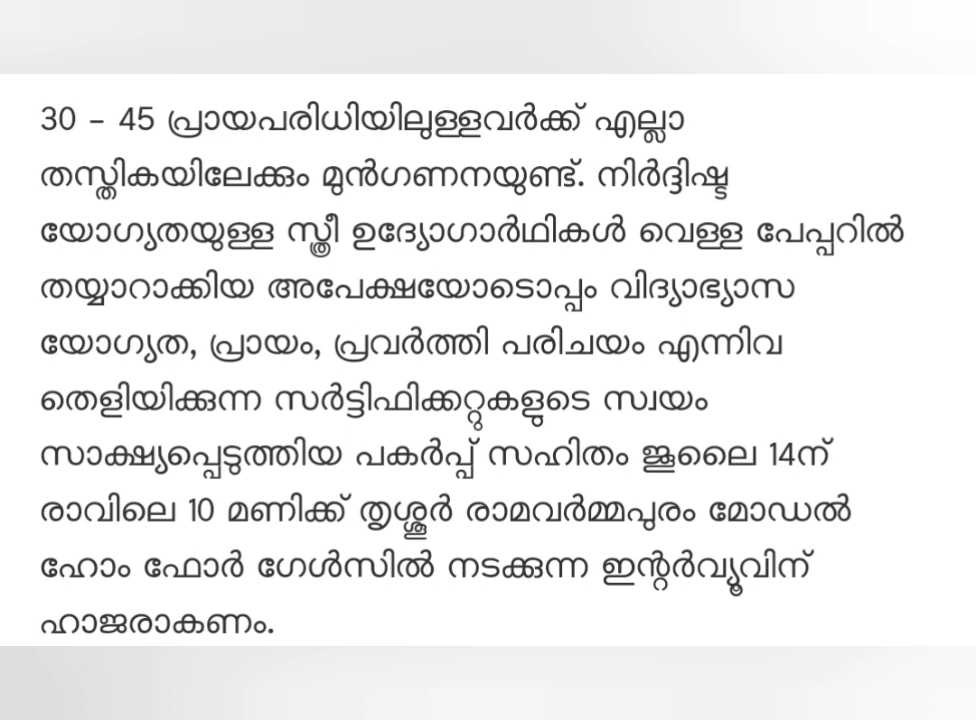 30 – 45 പ്രായപരിധിയിലുള്ളവർക്ക് എല്ലാ
തസ്തികയിലേക്കും മുൻഗണനയുണ്ട്. നിർദ്ദിഷ്ട
യോഗ്യതയുള്ള സ്ത്രീ ഉദ്യോഗാർഥികൾ വെള്ള പേപ്പറിൽ
തയ്യാറാക്കിയ അപേക്ഷയോടൊപ്പം വിദ്യാഭ്യാസ
യോഗ്യത, പ്രായം, പ്രവർത്തി പരിചയം എന്നിവ
തെളിയിക്കുന്ന സർട്ടിഫിക്കറ്റുകളുടെ സ്വയം
സാക്ഷ്യപ്പെടുത്തിയ പകർപ്പ് സഹിതം ജൂലൈ 14ന്
രാവിലെ 10 മണിക്ക് തൃശ്ശൂർ രാമവർമ്മപുരം മോഡൽ
ഹോം ഫോർ ഗേൾസിൽ നടക്കുന്ന ഇന്റർവ്യൂവിന്
ഹാജരാകണം.